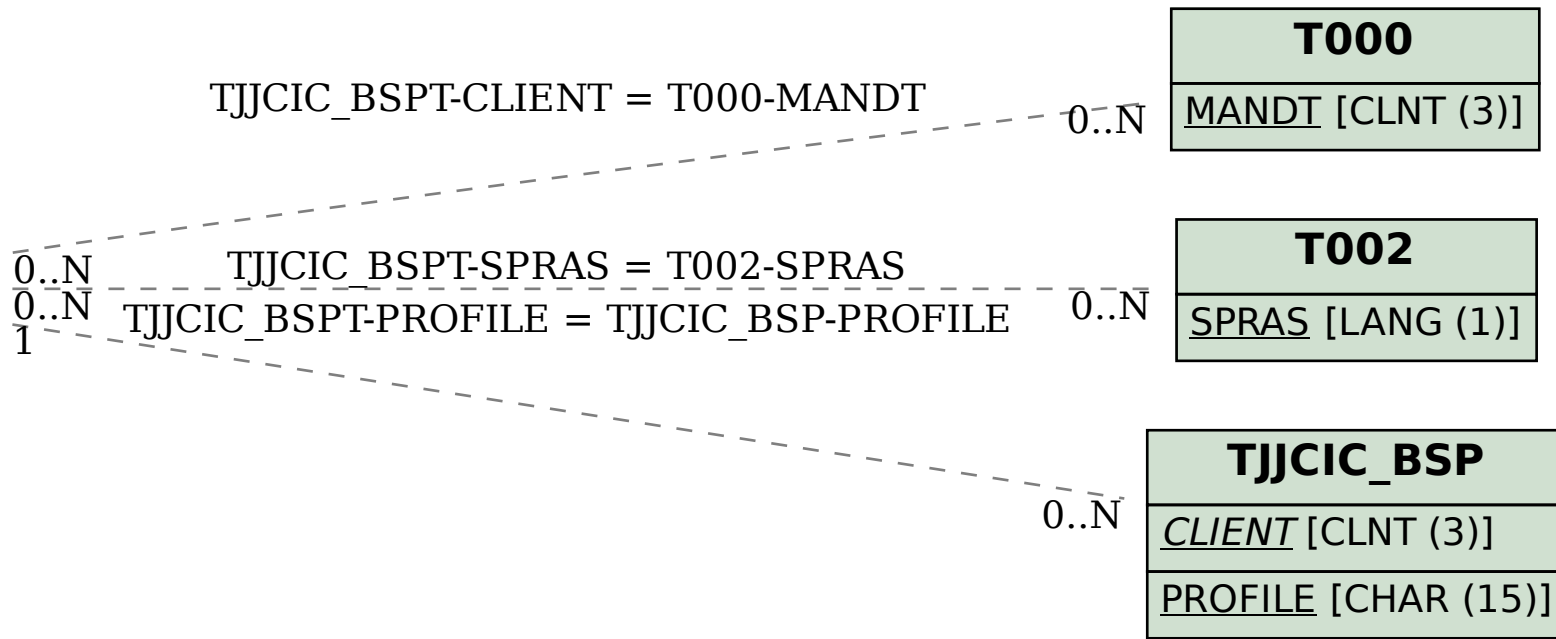 T000
MANDT [CLNT (3)]
TJJCIC_BSPT-CLIENT = T000-MANDT
0..N
0..N
TJJCIC_BSPT-SPRAS = T002-SPRAS
T002
SPRAS [LANG (1)]
0..N
0..N
TJJCIC_BSPT-PROFILE = TJJCIC_BSP-PROFILE
1
0..N
TJJCIC_BSP
CLIENT [CLNT (3)]
PROFILE [CHAR (15)]